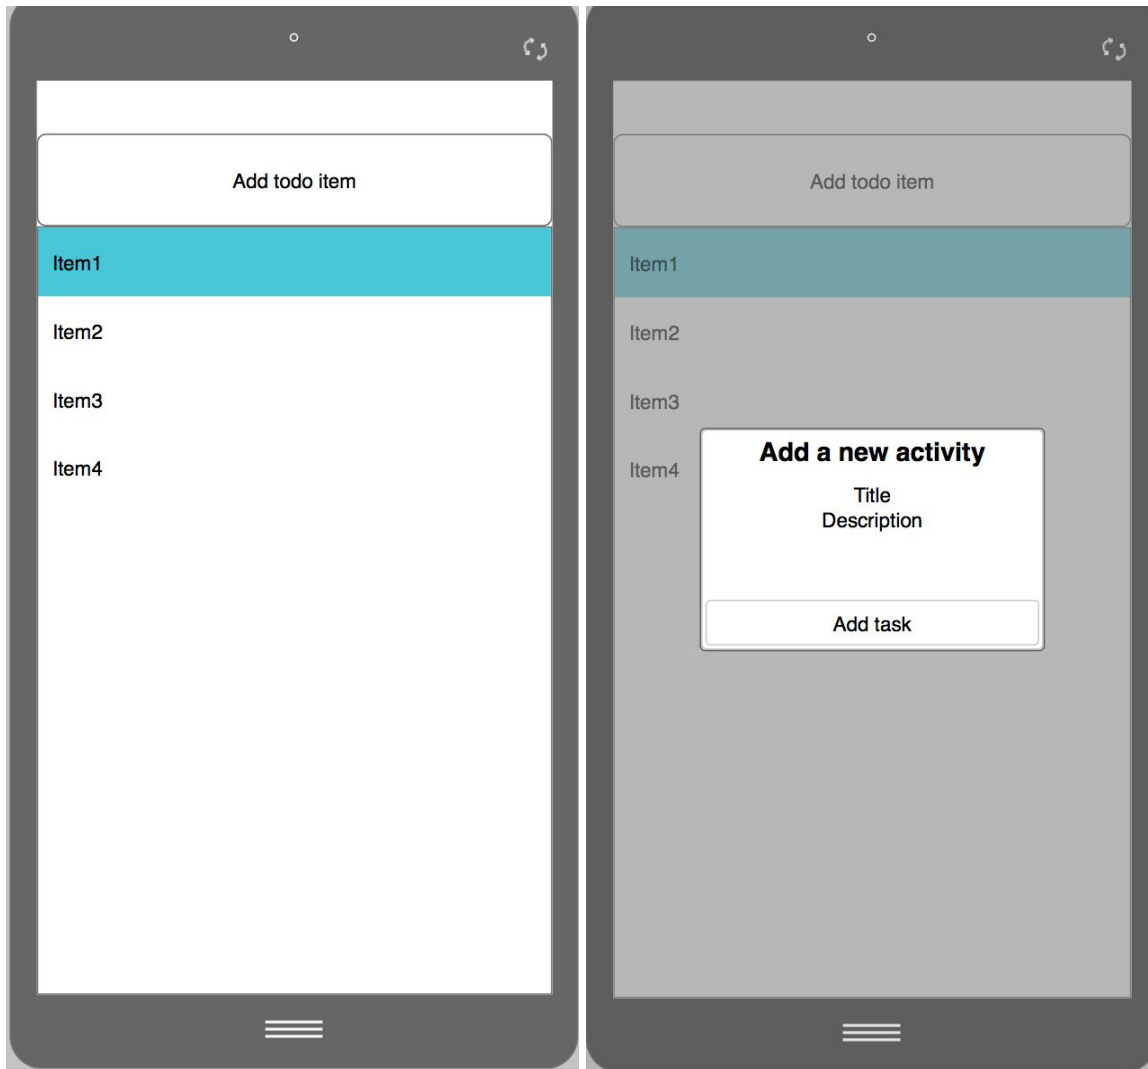 Add todo item
Item1
Item2
Item3
Item4
Add todo item
Item1
Item2
Item3
Item4
Add a new activity
Title
Description
Add task